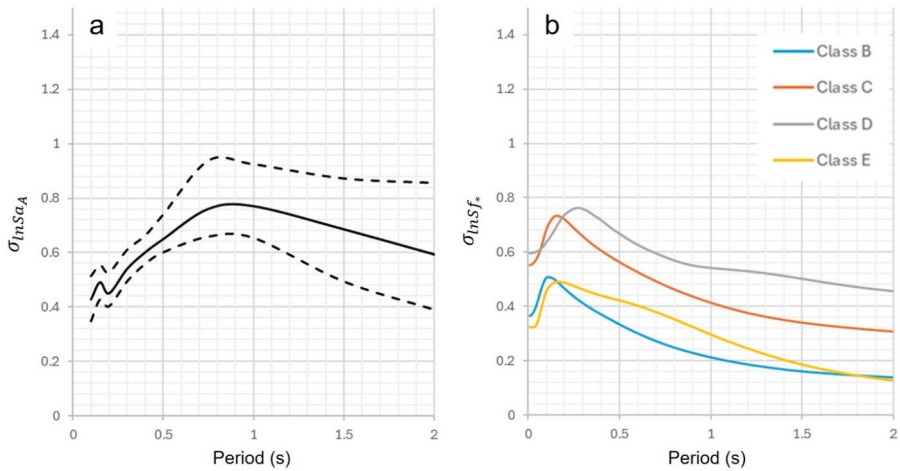 a
σlnSaA
1.4
1.2
1
0.8
0.6
0.4
0.2
0
0 0.5 1 1.5 2
Period (s)
b
σlnSf*
1.4
1.2
1
0.8
0.6
0.4
0.2
0
0 0.5 1 1.5 2
Period (s)
Class B
Class C
Class D
Class E